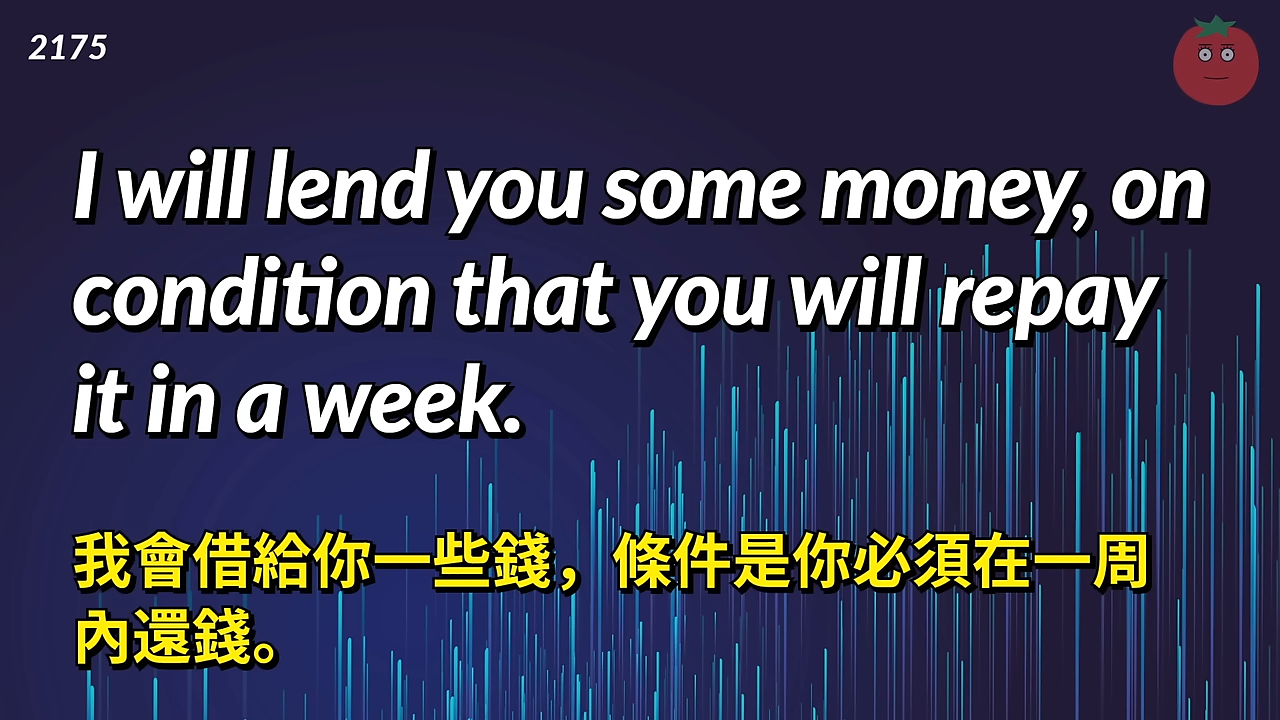 2175
I will lend you some money, on
condition that you will repay
it in a week.
我會借給你一些錢，條件是你必須在一周
內還錢。